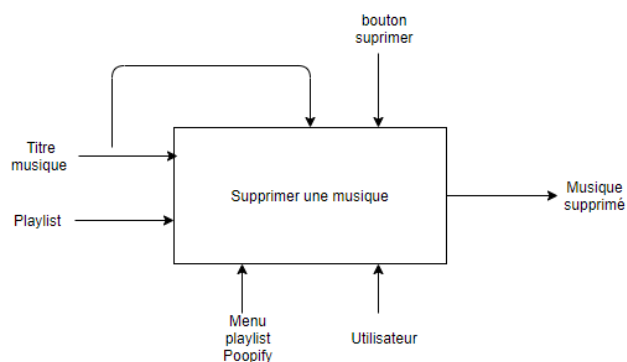 bouton
suprimer
Titre
musique
Supprimer une musique
Musique
supprimé
Playlist
Menu
playlist
Poopify
Utilisateur